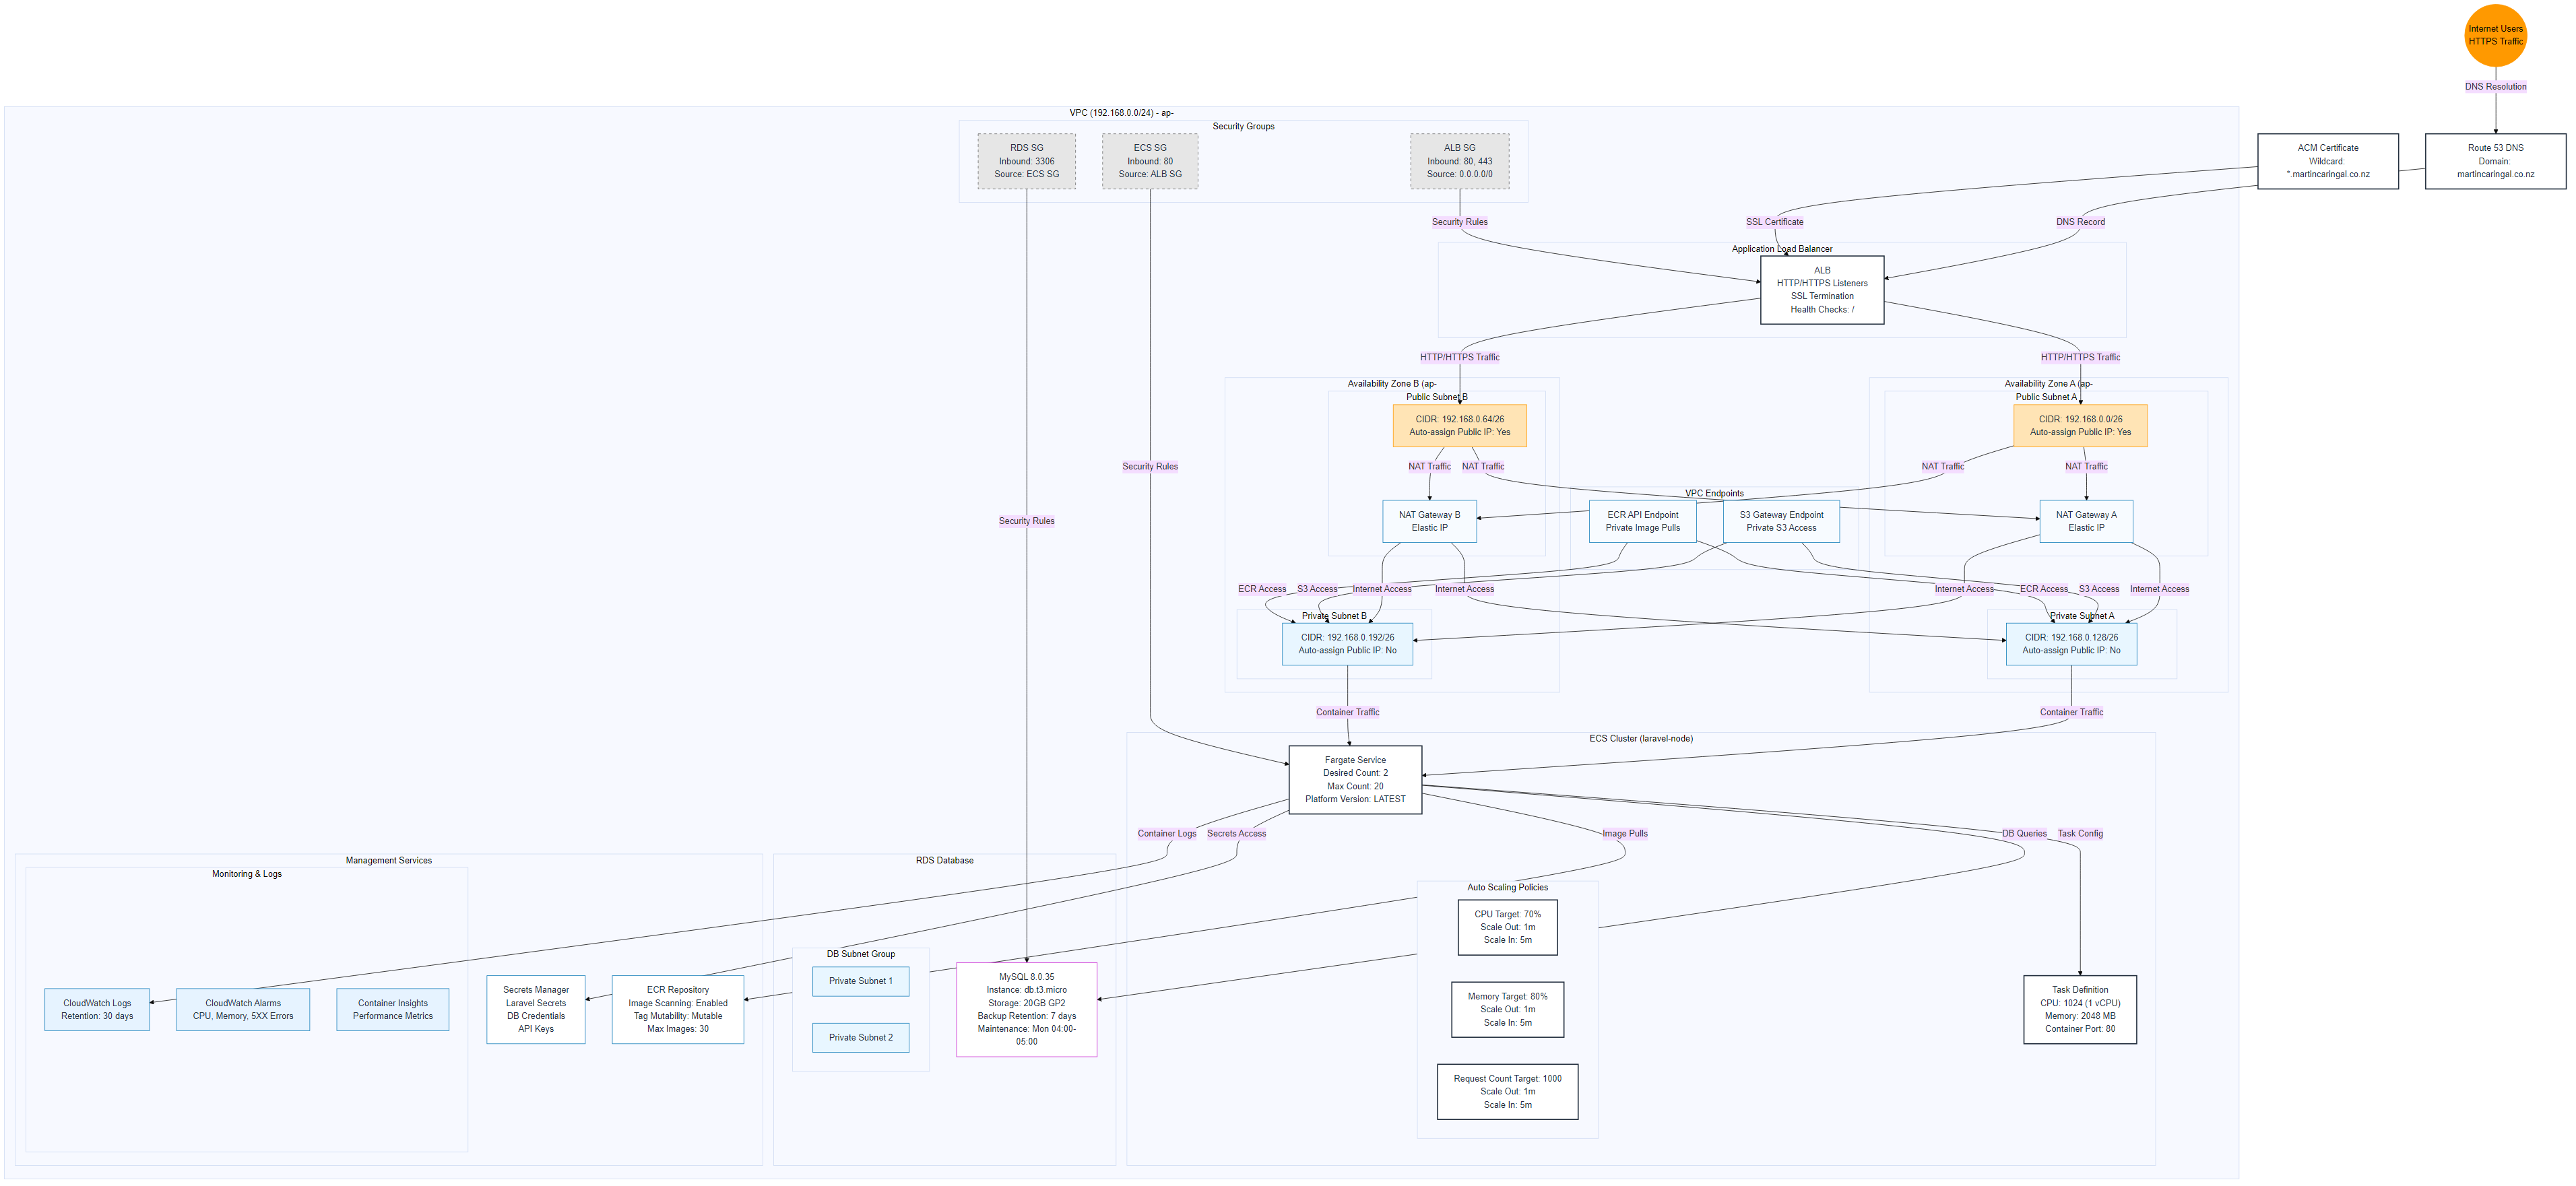 Internet Users
HTTPS Traffic
DNS Resolution
VPC (192.168.0.0/24) - ap-
Security Groups
RDS SG
Inbound: 3306
Source: ECS SG
ECS SG
Inbound: 80
Source: ALB SG
ALB SG
Inbound: 80, 443
Source: 0.0.0.0/0
ACM Certificate
Wildcard:
*.martincaringal.co.nz
Route 53 DNS
Domain:
martincaringal.co.nz
Security Rules
SSL Certificate
DNS Record
Application Load Balancer
ALB
HTTP/HTTPS Listeners
SSL Termination
Health Checks: /
HTTP/HTTPS Traffic
HTTP/HTTPS Traffic
Availability Zone B (ap-
Public Subnet B
CIDR: 192.168.0.64/26
Auto-assign Public IP: Yes
Availability Zone A (ap-
Public Subnet A
CIDR: 192.168.0.0/26
Auto-assign Public IP: Yes
Security Rules
NAT Traffic
NAT Traffic
NAT Traffic
NAT Traffic
Security Rules
NAT Gateway B
Elastic IP
VPC Endpoints
ECR API Endpoint
Private Image Pulls
S3 Gateway Endpoint
Private S3 Access
NAT Gateway A
Elastic IP
ECR Access
S3 Access
Internet Access
Internet Access
Internet Access
ECR Access
S3 Access
Internet Access
Private Subnet B
CIDR: 192.168.0.192/26
Auto-assign Public IP: No
Private Subnet A
CIDR: 192.168.0.128/26
Auto-assign Public IP: No
Container Traffic
Container Traffic
ECS Cluster (laravel-node)
Fargate Service
Desired Count: 2
Max Count: 20
Platform Version: LATEST
Container Logs
Secrets Access
Image Pulls
DB Queries
Task Config
Management Services
Monitoring & Logs
CloudWatch Logs
Retention: 30 days
CloudWatch Alarms
CPU, Memory, 5XX Errors
Container Insights
Performance Metrics
Secrets Manager
Laravel Secrets
DB Credentials
API Keys
ECR Repository
Image Scanning: Enabled
Tag Mutability: Mutable
Max Images: 30
RDS Database
DB Subnet Group
Private Subnet 1
Private Subnet 2
MySQL 8.0.35
Instance: db.t3.micro
Storage: 20GB GP2
Backup Retention: 7 days
Maintenance: Mon 04:00-
05:00
Auto Scaling Policies
CPU Target: 70%
Scale Out: 1m
Scale In: 5m
Memory Target: 80%
Scale Out: 1m
Scale In: 5m
Request Count Target: 1000
Scale Out: 1m
Scale In: 5m
Task Definition
CPU: 1024 (1 vCPU)
Memory: 2048 MB
Container Port: 80